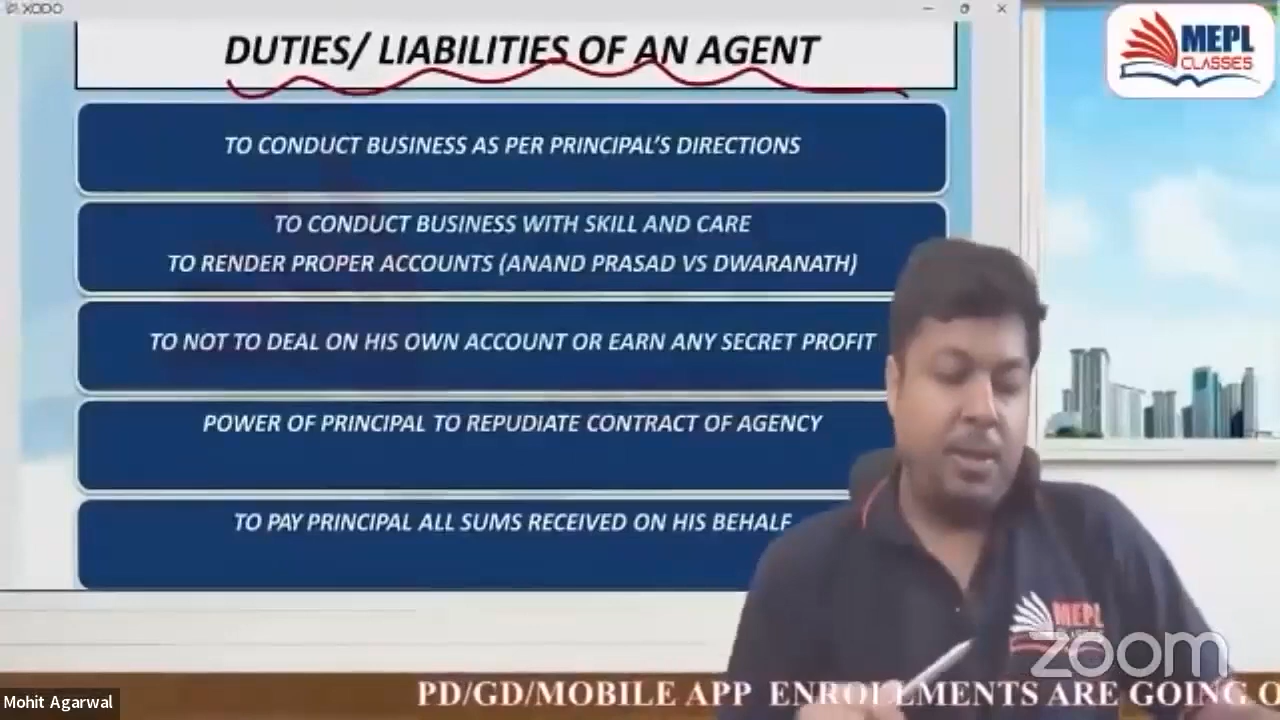 XODO
DUTIES/ LIABILITIES OF AN AGENT
MEPL
CLASSES
TO CONDUCT BUSINESS AS PER PRINCIPAL'S DIRECTIONS
TO CONDUCT BUSINESS WITH SKILL AND CARE
TO RENDER PROPER ACCOUNTS (ANAND PRASAD VS DWARANATH)
TO NOT TO DEAL ON HIS OWN ACCOUNT OR EARN ANY SECRET PROFIT
POWER OF PRINCIPAL TO REPUDIATE CONTRACT OF AGENCY
TO PAY PRINCIPAL ALL SUMS RECEIVED ON HIS BEHALF
MEPL
zoom
Mohit Agarwal
PD/GD/MOBILE APP ENROLLMENTS ARE GOING O